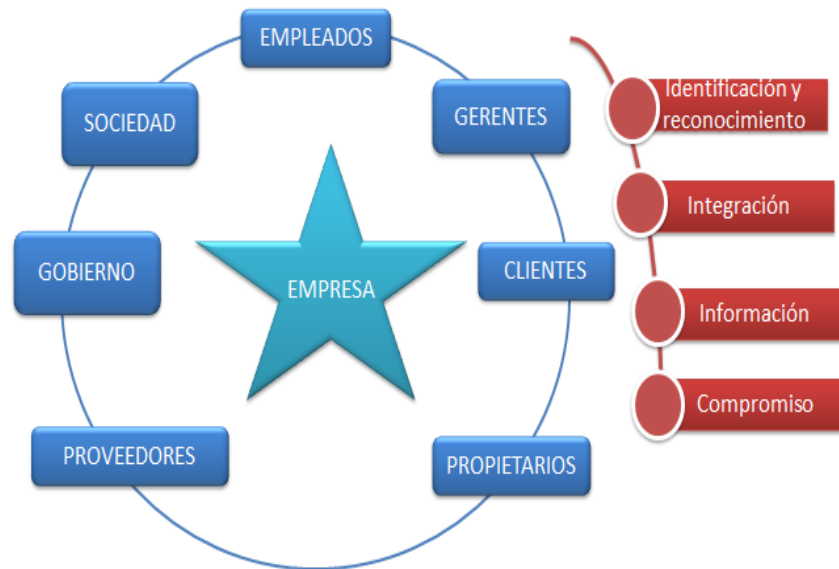 EMPLEADOS
SOCIEDAD
GERENTES
GOBIERNO
EMPRESA
CLIENTES
PROVEEDORES
PROPIETARIOS
Identificación y
reconocimiento
Integración
Información
Compromiso